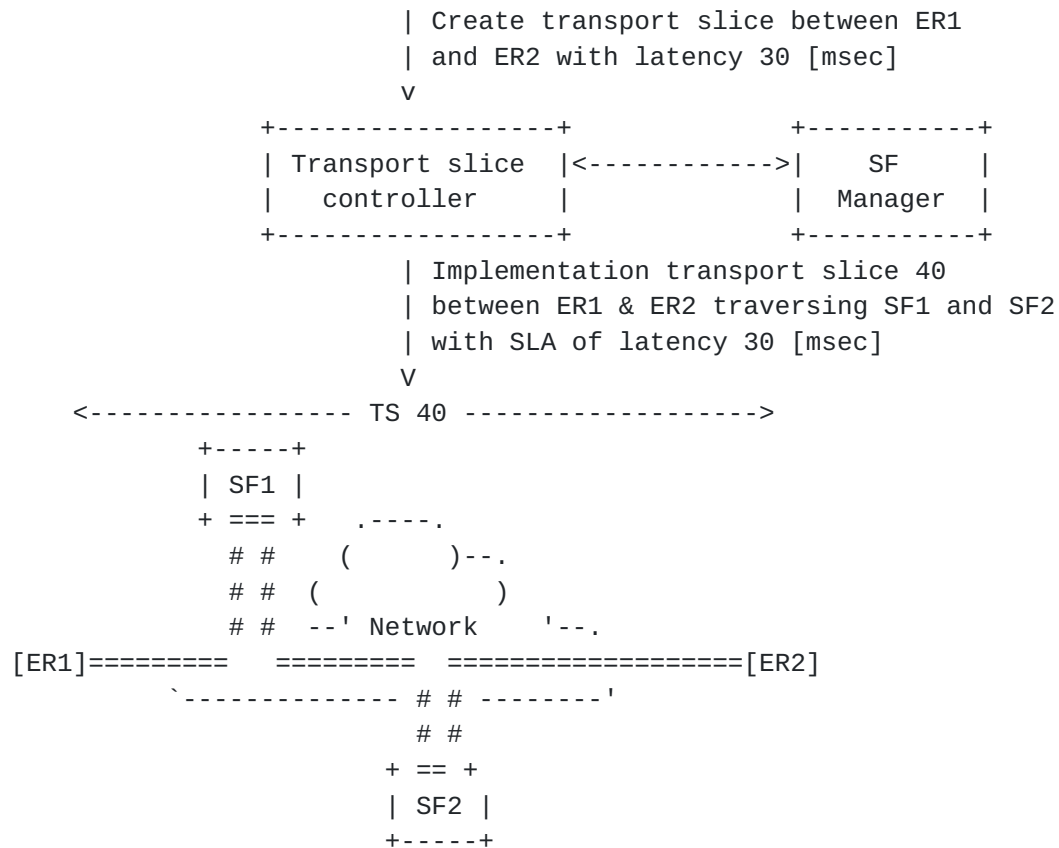 | Create transport slice between ER1
| and ER2 with latency 30 [msec]
v
+------------------+ +-----------+
| Transport slice |<------------>| SF |
| controller | | Manager |
+------------------+ +-----------+
| Implementation transport slice 40
| between ER1 & ER2 traversing SF1 and SF2
| with SLA of latency 30 [msec]
V
<----------------- TS 40 ------------------->
+-----+
| SF1 |
+ === + .----.
# # ( )--.
# # ( )
# # --' Network '--.
[ER1]========= ========= ===================[ER2]
`-------------- # # --------'
# #
+ == +
| SF2 |
+-----+